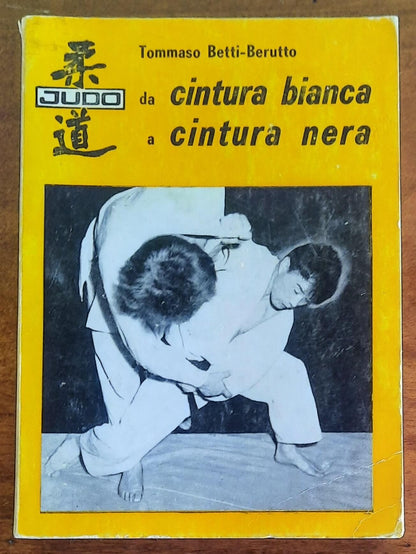 Tommaso Betti-Berutto
柔
JUDO
道
da cintura bianca
a cintura nera